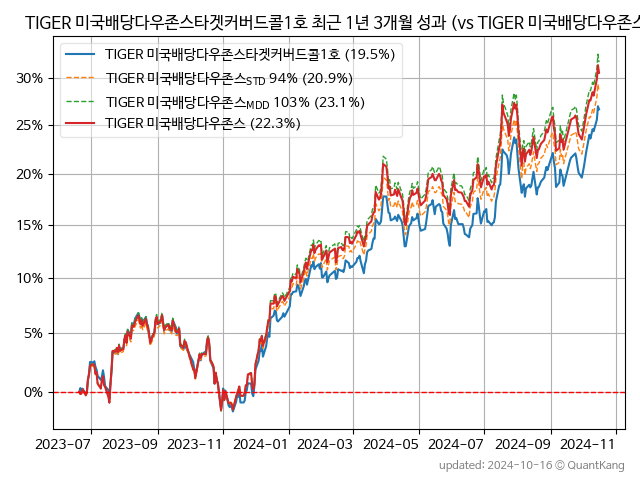 TIGER 미국배당다우존스타겟커버드콜1호 최근 1년 3개월 성과 (vs TIGER 미국배당다우존스
TIGER 미국배당다우존스타겟커버드콜1호 (19.5%)
TIGER 미국배당다우존스STD 94% (20.9%)
TIGER 미국배당다우존스MDD 103% (23.1%)
TIGER 미국배당다우존스 (22.3%)
30%
25%
20%
15%
10%
5%
0%
2023-07 2023-09 2023-11 2024-01 2024-03 2024-05 2024-07 2024-09 2024-11
updated: 2024-10-16 © QuantKang